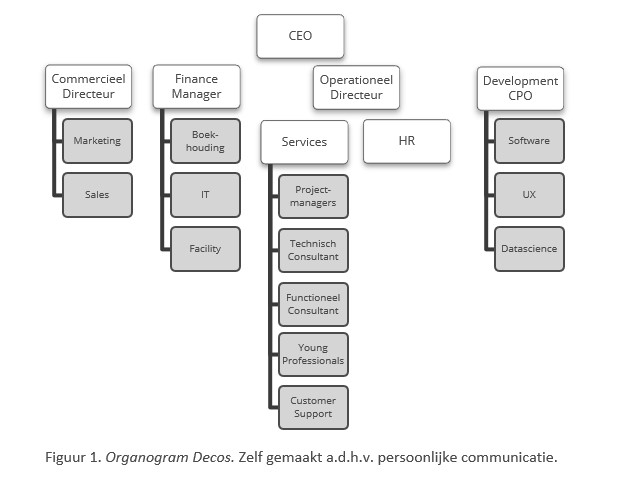 CEO
Commercieel
Directeur
Finance
Manager
Operationeel
Directeur
Development
CPO
Marketing
Sales
Boek-
houding
IT
Facility
Services
HR
Project-
managers
Technisch
Consultant
Functioneel
Consultant
Young
Professionals
Customer
Support
Software
UX
Datascience
Figuur 1. Organogram Decos. Zelf gemaakt a.d.h.v. persoonlijke communicatie.